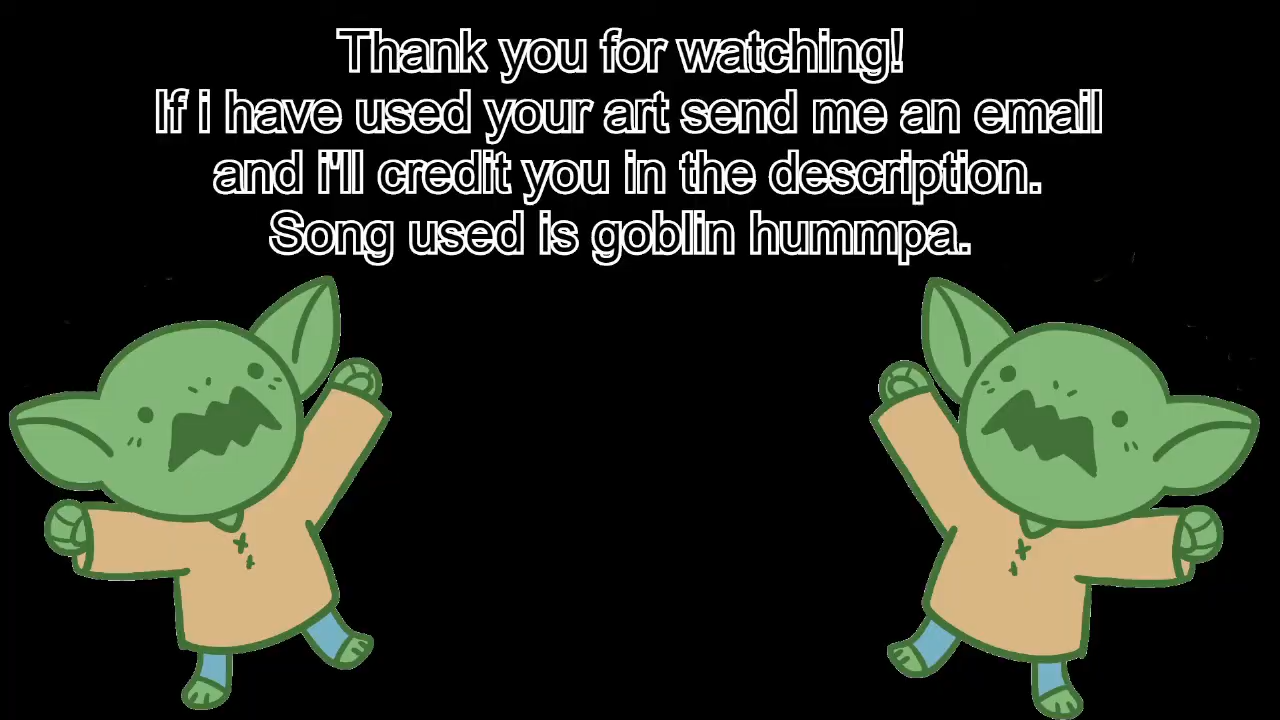 Thank you for watching!
If i have used your art send me an email
and i'll credit you in the description.
Song used is goblin hummpa.